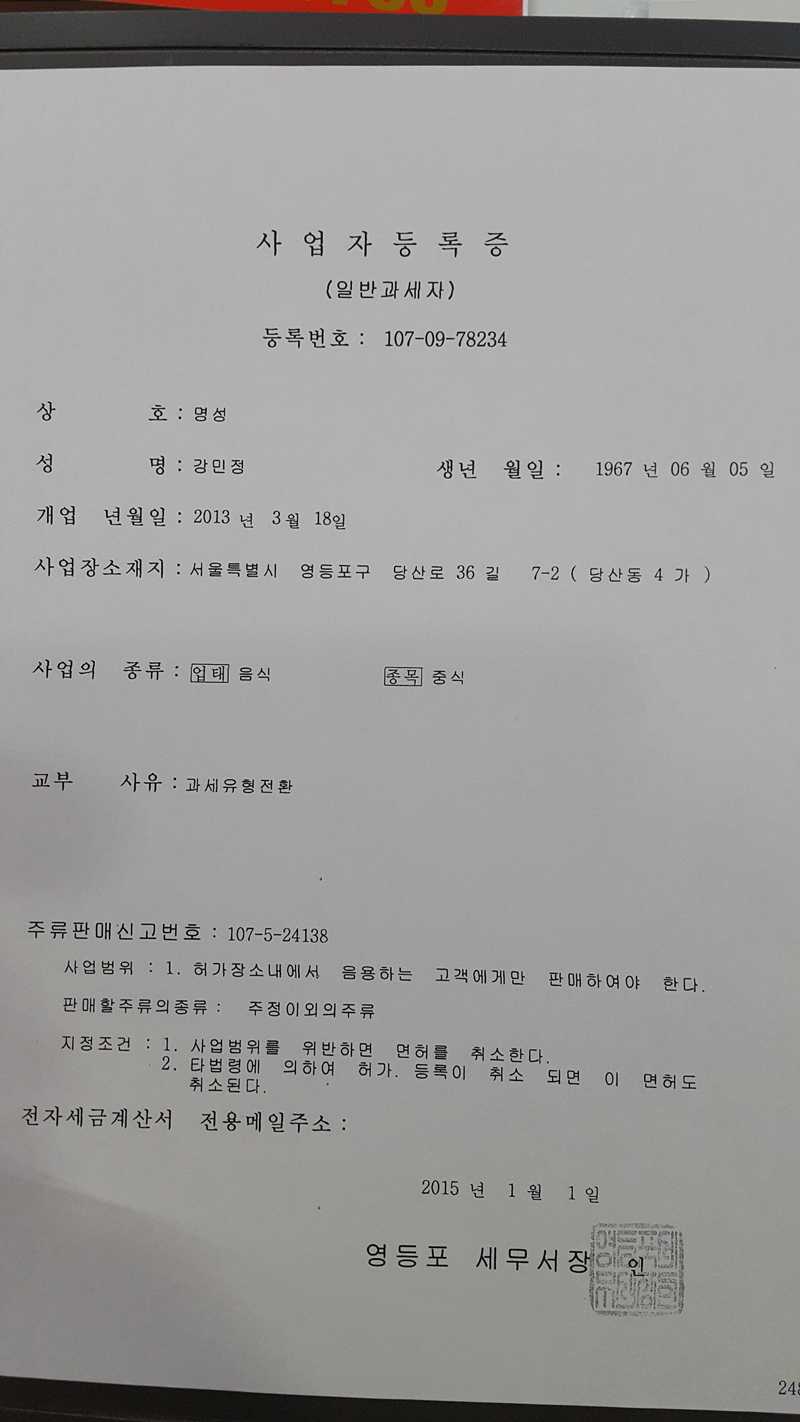 사업자등록증
(일반과세자)
등록번호 : 107-09-78234
상 호 : 명성
성 명 : 강민정 생년 월일 : 1967 년 06 월 05 일
개업 년월일 : 2013 년 3 월 18일
사업장소재지 : 서울특별시 영등포구 당산로 36 길 7-2 ( 당산동 4 가 )
사업의 종류 : 업태 음식 종목 중식
교부 사유 : 과세유형전환
주류판매신고번호 : 107-5-24138
사업범위 : 1. 허가장소내에서 음용하는 고객에게만 판매하여야 한다.
판매할주류의종류 : 주정이외의주류
지정조건 : 1. 사업범위를 위반하면 면허를 취소한다.
2. 타법령에 의하여 허가. 등록이 취소 되면 이 면허도
취소된다.
전자세금계산서 전용메일주소 :
2015 년 1 월 1 일
영등포 세무서장 인